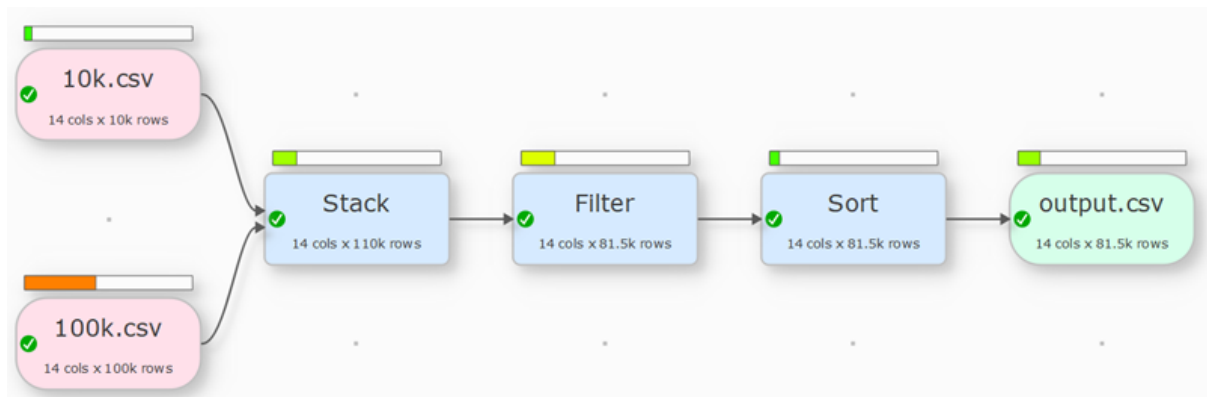 10k.csv
14 cols x 10k rows
100k.csv
14 cols x 100k rows
Stack
14 cols x 110k rows
Filter
14 cols x 81.5k rows
Sort
14 cols x 81.5k rows
output.csv
14 cols x 81.5k rows